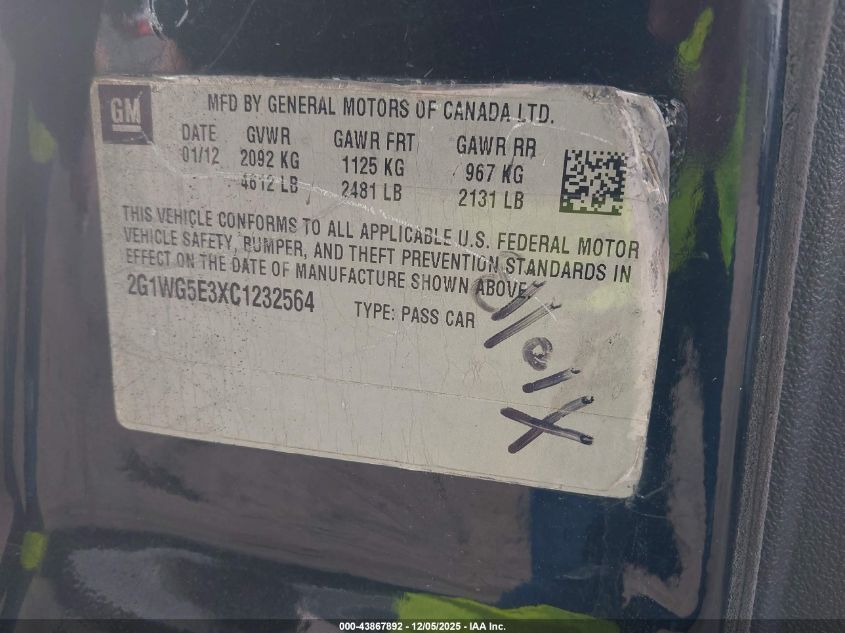 GM
MFD BY GENERAL MOTORS OF CANADA LTD.
DATE GVWR GAWR FRT GAWR RR
01/12 2092 KG 1125 KG 967 KG
4612 LB 2481 LB 2131 LB
THIS VEHICLE CONFORMS TO ALL APPLICABLE U.S. FEDERAL MOTOR
VEHICLE SAFETY, BUMPER, AND THEFT PREVENTION STANDARDS IN
EFFECT ON THE DATE OF MANUFACTURE SHOWN ABOVE
2G1WG5E3XC1232564 TYPE: PASS CAR
000-43867892 - 12/05/2025 - IAA Inc.